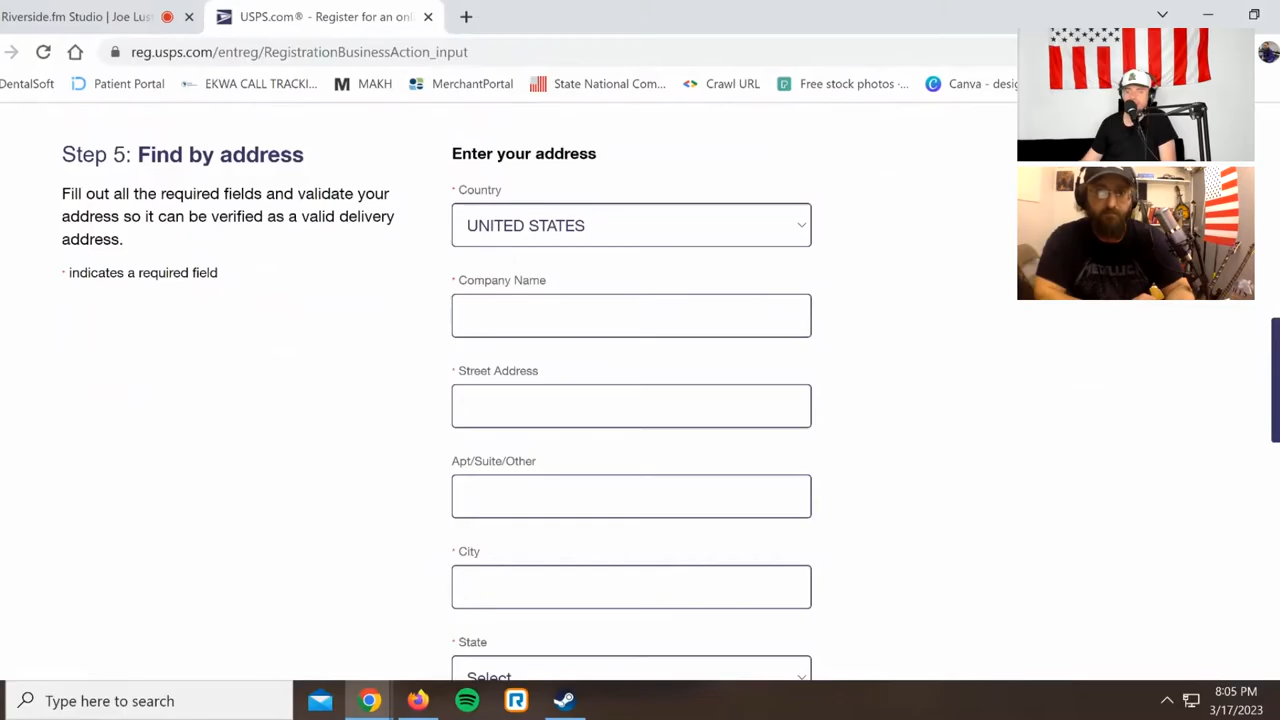 Riverside.fm Studio | Joe Lus
USPS.com® - Register for an onl
reg.usps.com/entreg/RegistrationBusinessAction_input
DentalSoft
Patient Portal
EKWA CALL TRACKI...
MAKH
MerchantPortal
State National Com...
Crawl URL
Free stock photos ·...
Canva - desig
Step 5: Find by address
Fill out all the required fields and validate your
address so it can be verified as a valid delivery
address.
* indicates a required field
Enter your address
* Country
UNITED STATES
* Company Name
* Street Address
Apt/Suite/Other
* City
* State
Select
METALLICA
Type here to search
8:05 PM
3/17/2023